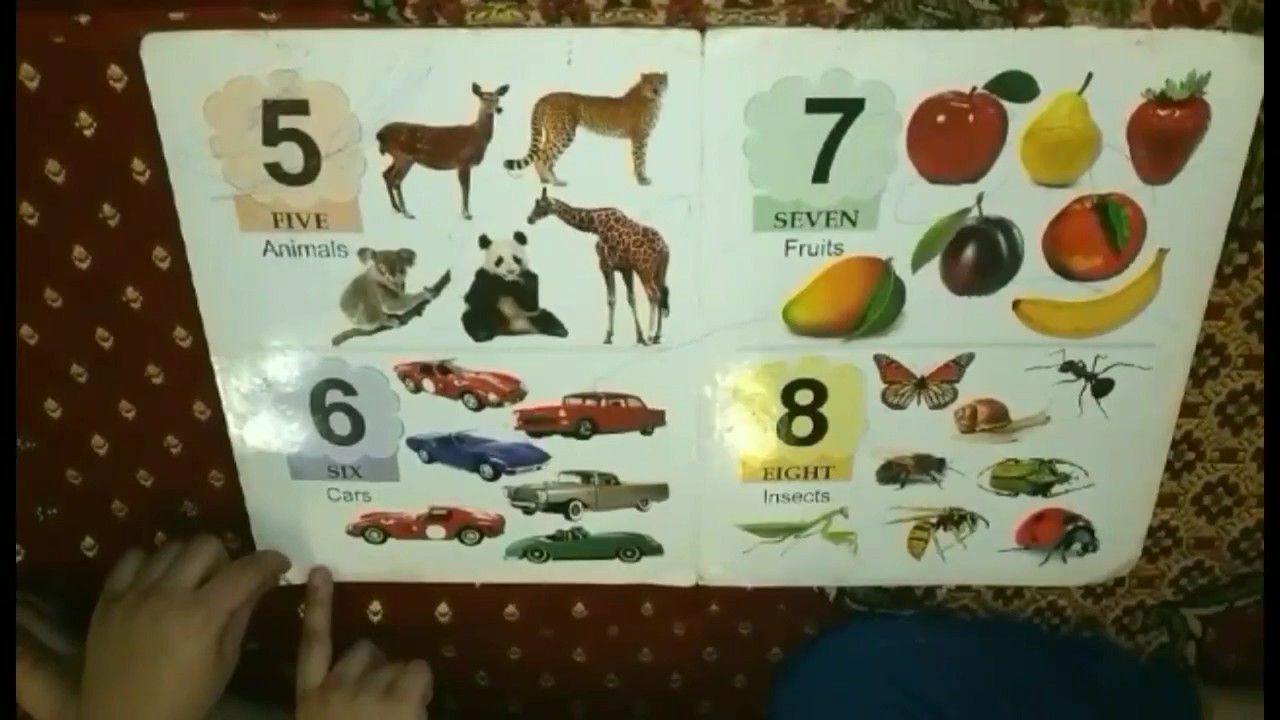 5
FIVE
Animals
6
SIX
Cars
7
SEVEN
Fruits
8
EIGHT
Insects